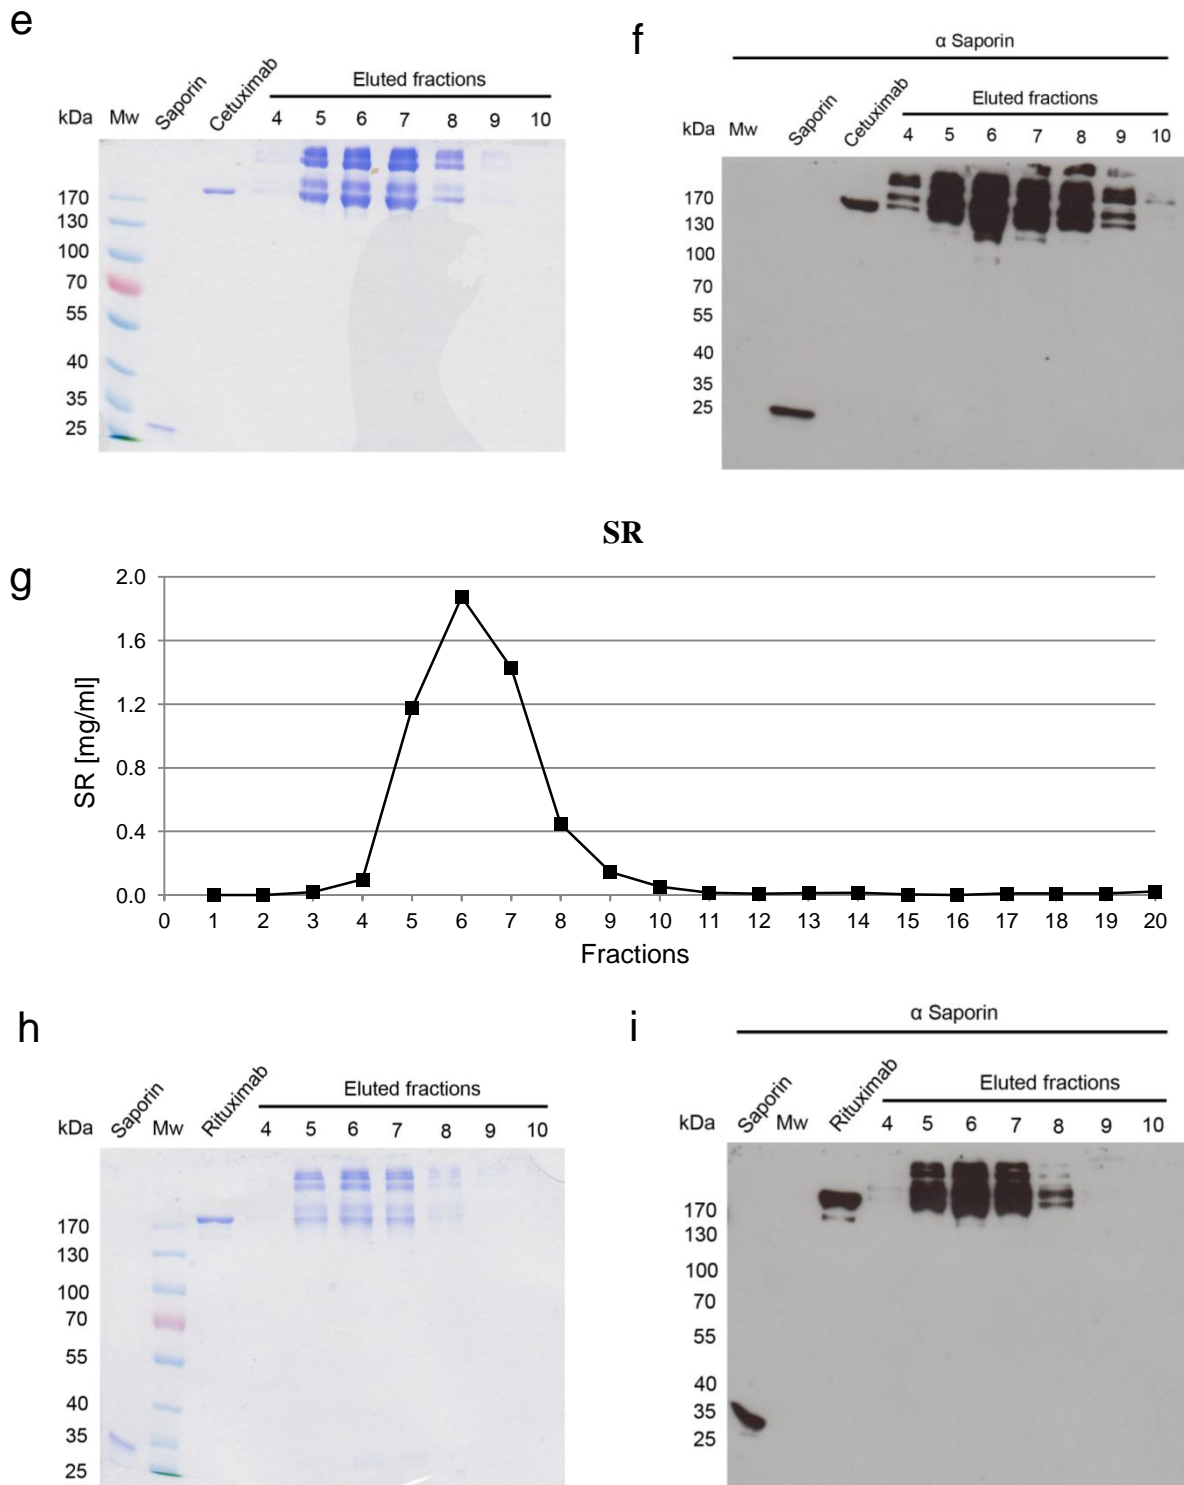 e
Saporin
Cetuximab
Eluted fractions
kDa Mw 4 5 6 7 8 9 10
170
130
100
70
55
40
35
25
f
α Saporin
Saporin
Cetuximab
Eluted fractions
kDa Mw 4 5 6 7 8 9 10
170
130
100
70
55
40
35
25
SR
g
2.0
1.6
1.2
0.8
0.4
0.0
SR [mg/ml]
0 1 2 3 4 5 6 7 8 9 10 11 12 13 14 15 16 17 18 19 20
Fractions
h
Saporin
Rituximab
Eluted fractions
kDa Mw 4 5 6 7 8 9 10
170
130
100
70
55
40
35
25
i
α Saporin
Saporin
Rituximab
Eluted fractions
kDa Mw 4 5 6 7 8 9 10
170
130
100
70
55
40
35
25